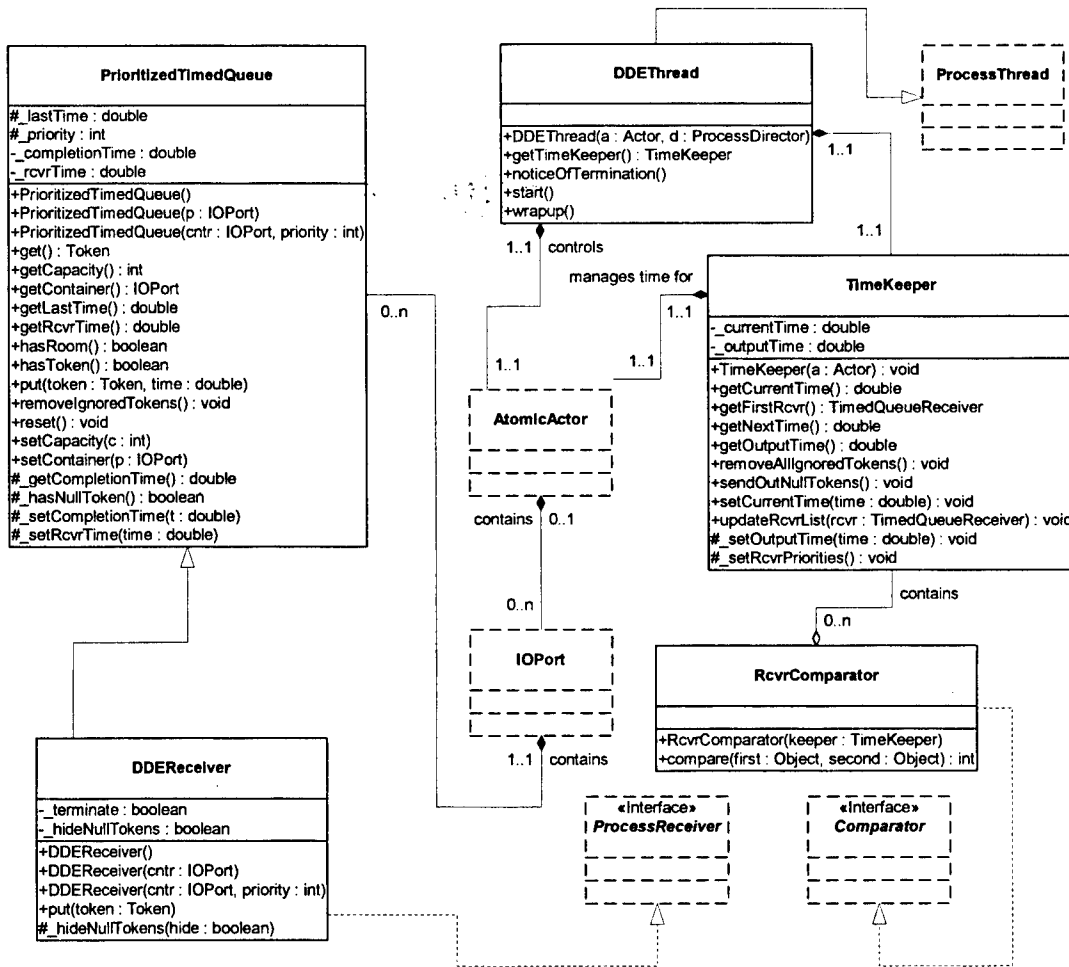 PrioritizedTimedQueue
#_lastTime : double
#_priority : int
-_completionTime : double
-_rcvrTime : double
+PrioritizedTimedQueue()
+PrioritizedTimedQueue(p : IOPort)
+PrioritizedTimedQueue(cntr : IOPort, priority : int)
+get() : Token
+getCapacity() : int
+getContainer() : IOPort
+getLastTime() : double
+getRcvrTime() : double
+hasRoom() : boolean
+hasToken() : boolean
+put(token : Token, time : double)
+removeIgnoredTokens() : void
+reset() : void
+setCapacity(c : int)
+setContainer(p : IOPort)
#_getCompletionTime() : double
#_hasNullToken() : boolean
#_setCompletionTime(t : double)
#_setRcvrTime(time : double)
DDEThread
+DDEThread(a : Actor, d : ProcessDirector)
+getTimeKeeper() : TimeKeeper
+noticeOfTermination()
+start()
+wrapup()
ProcessThread
1..1
1..1
1..1
controls
manages time for
1..1
1..1
1..1
0..n
TimeKeeper
-_currentTime : double
-_outputTime : double
+TimeKeeper(a : Actor) : void
+getCurrentTime() : double
+getFirstRcvr() : TimedQueueReceiver
+getNextTime() : double
+getOutputTime() : double
+removeAllIgnoredTokens() : void
+sendOutNullTokens() : void
+setCurrentTime(time : double) : void
+updateRcvrList(rcvr : TimedQueueReceiver) : void
#_setOutputTime(time : double) : void
#_setRcvrPriorities() : void
AtomicActor
contains
0..1
0..n
IOPort
1..1
contains
contains
0..n
RcvrComparator
+RcvrComparator(keeper : TimeKeeper)
+compare(first : Object, second : Object) : int
DDEReceiver
-_terminate : boolean
-_hideNullTokens : boolean
+DDEReceiver()
+DDEReceiver(cntr : IOPort)
+DDEReceiver(cntr : IOPort, priority : int)
+put(token : Token)
#_hideNullTokens(hide : boolean)
«Interface»
ProcessReceiver
«Interface»
Comparator